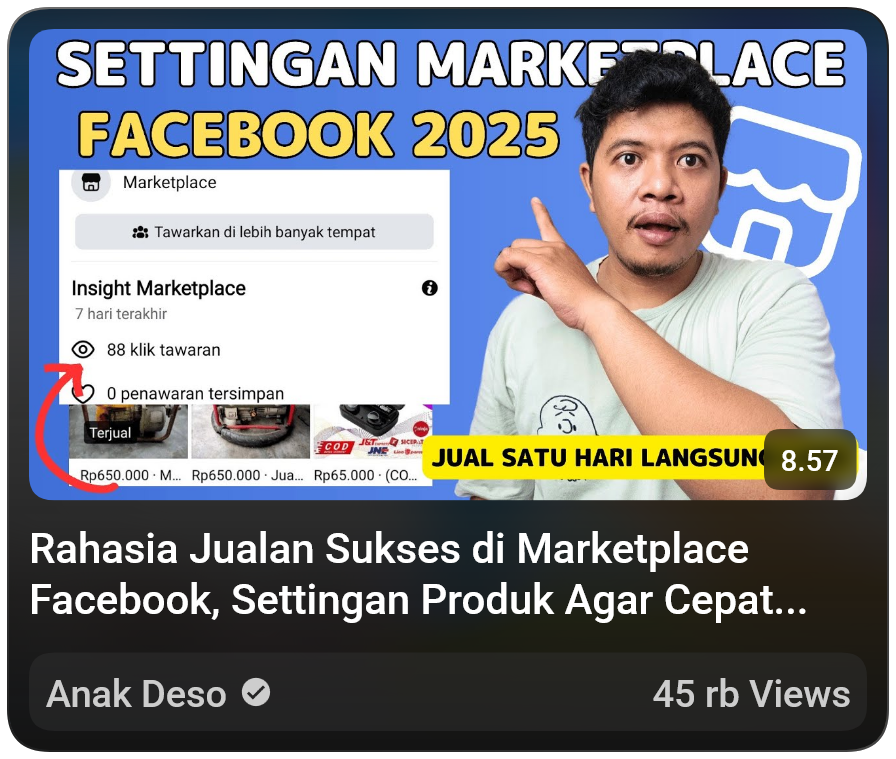 SETTINGAN MARKETPLACE
FACEBOOK 2025
Marketplace
Tawarkan di lebih banyak tempat
Insight Marketplace
7 hari terakhir
88 klik tawaran
0 penawaran tersimpan
Terjual
COD J&T SICEPAT
JNE
Rp650.000 · M... Rp650.000 · Jua... Rp65.000 · (CO...
JUAL SATU HARI LANGSUNG
8.57
Rahasia Jualan Sukses di Marketplace
Facebook, Settingan Produk Agar Cepat...
Anak Deso
45 rb Views